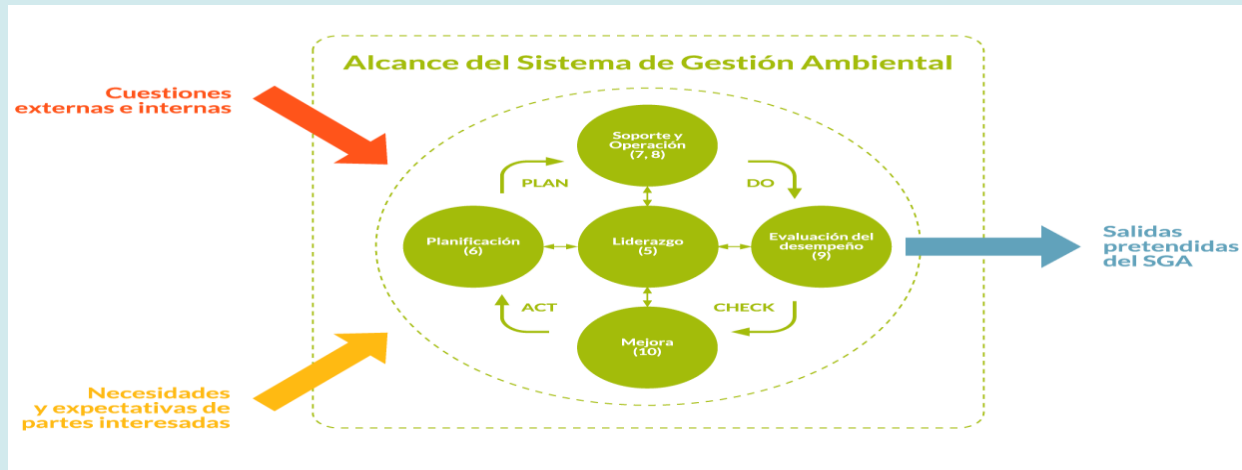 Alcance del Sistema de Gestión Ambiental
Cuestiones
externas e internas
Soporte y
Operación
(7, 8)
PLAN
DO
Planificación
(6)
Liderazgo
(5)
Evaluación del
desempeño
(9)
Salidas
pretendidas
del SGA
ACT
CHECK
Mejora
(10)
Necesidades
y expectativas de
partes interesadas